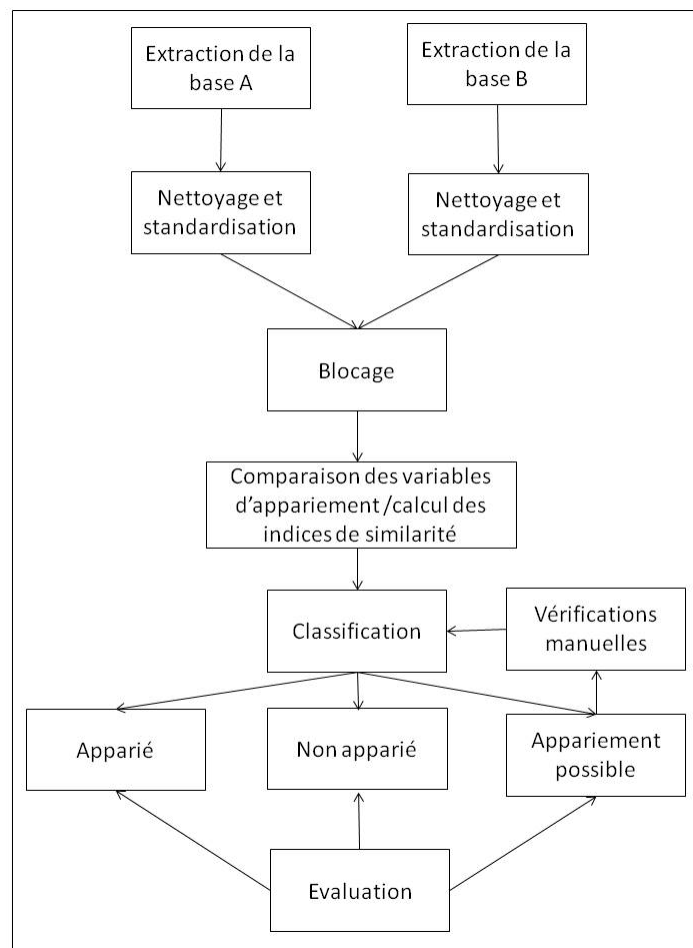 Extraction de la
base A
Extraction de la
base B
Nettoyage et
standardisation
Nettoyage et
standardisation
Blocage
Comparaison des variables
d'appariement /calcul des
indices de similarité
Classification
Vérifications
manuelles
Apparié
Non apparié
Appariement
possible
Evaluation